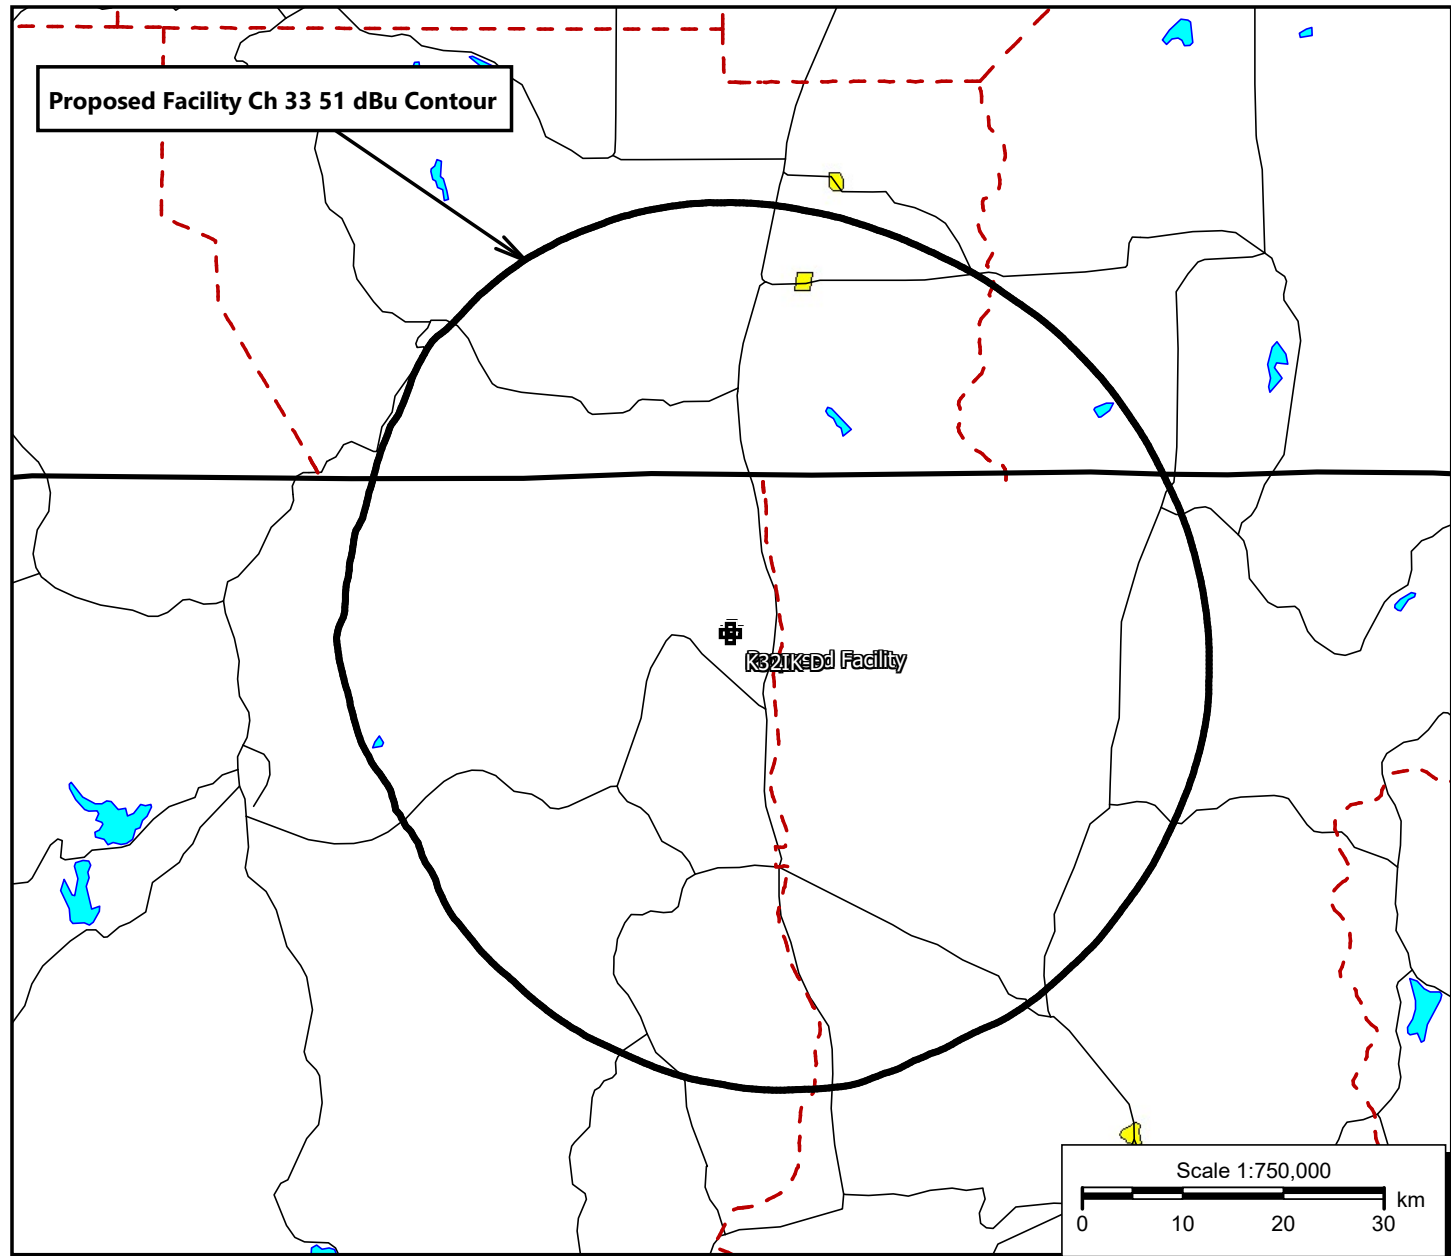 Proposed Facility Ch 33 51 dBu Contour
K32IK-D Facility
Scale 1:750,000
km
0 10 20 30